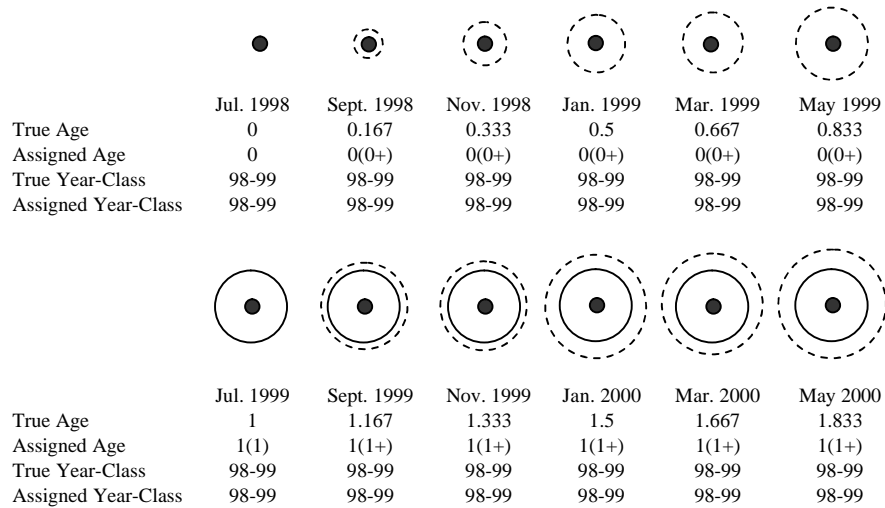 Jul. 1998 Sept. 1998 Nov. 1998 Jan. 1999 Mar. 1999 May 1999
True Age 0 0.167 0.333 0.5 0.667 0.833
Assigned Age 0 0(0+) 0(0+) 0(0+) 0(0+) 0(0+)
True Year-Class 98-99 98-99 98-99 98-99 98-99 98-99
Assigned Year-Class 98-99 98-99 98-99 98-99 98-99 98-99
Jul. 1999 Sept. 1999 Nov. 1999 Jan. 2000 Mar. 2000 May 2000
True Age 1 1.167 1.333 1.5 1.667 1.833
Assigned Age 1(1) 1(1+) 1(1+) 1(1+) 1(1+) 1(1+)
True Year-Class 98-99 98-99 98-99 98-99 98-99 98-99
Assigned Year-Class 98-99 98-99 98-99 98-99 98-99 98-99